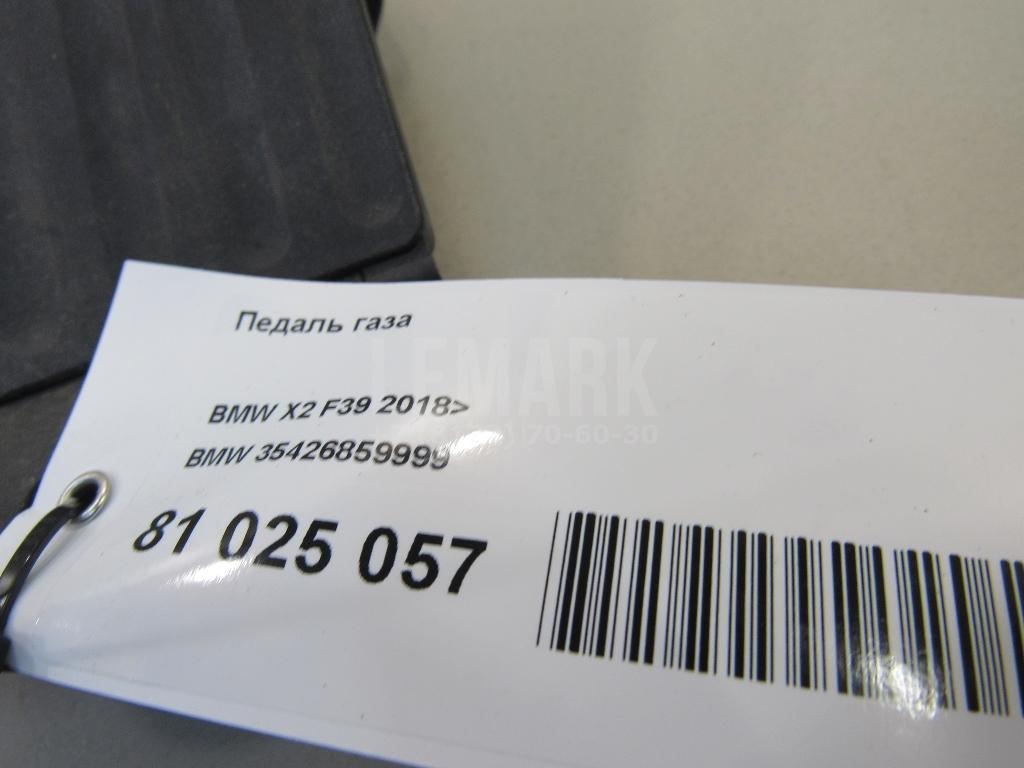 Педаль газа
LEMARK
BMW X2 F39 2018>
70-60-30
BMW 35426859999
81 025 057